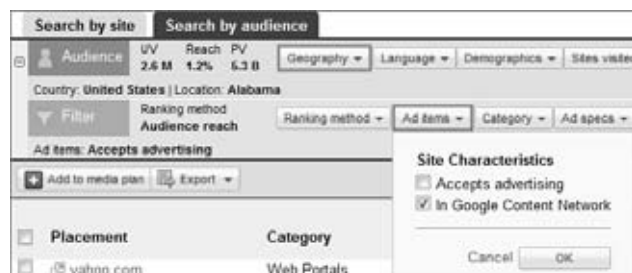 Search by site Search by audience
Audience UV Reach PV Geography Language Demographics Sites visited
2.6 M 1.2% 6.3 B
Country: United States | Location: Alabama
Filter Ranking method Ranking method Ad items Category Ad specs
Audience reach
Ad items: Accepts advertising
Site Characteristics
Add to media plan Export Accepts advertising
In Google Content Network
Placement Category
Cancel OK
yahoo.com Web Portals